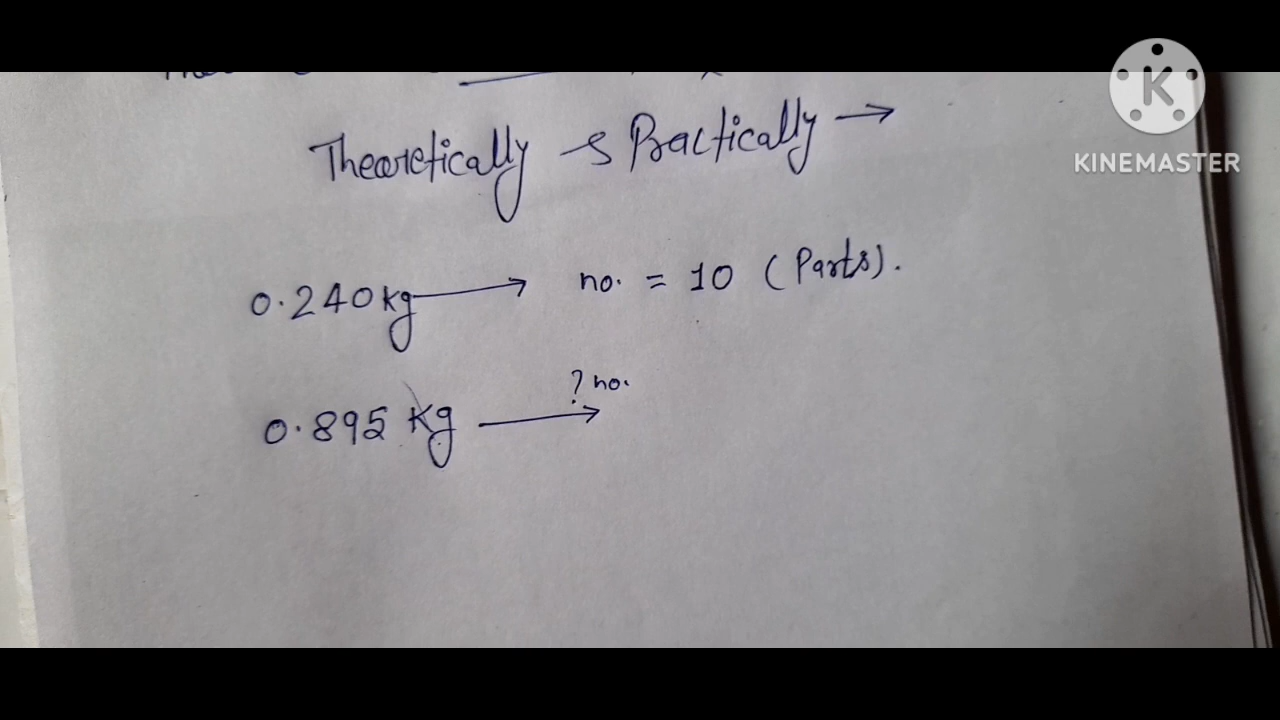 Theoretically & Practically →
0.240 kg → no. = 10 (Parts).
0.895 Kg → ? no.
K
KINEMASTER